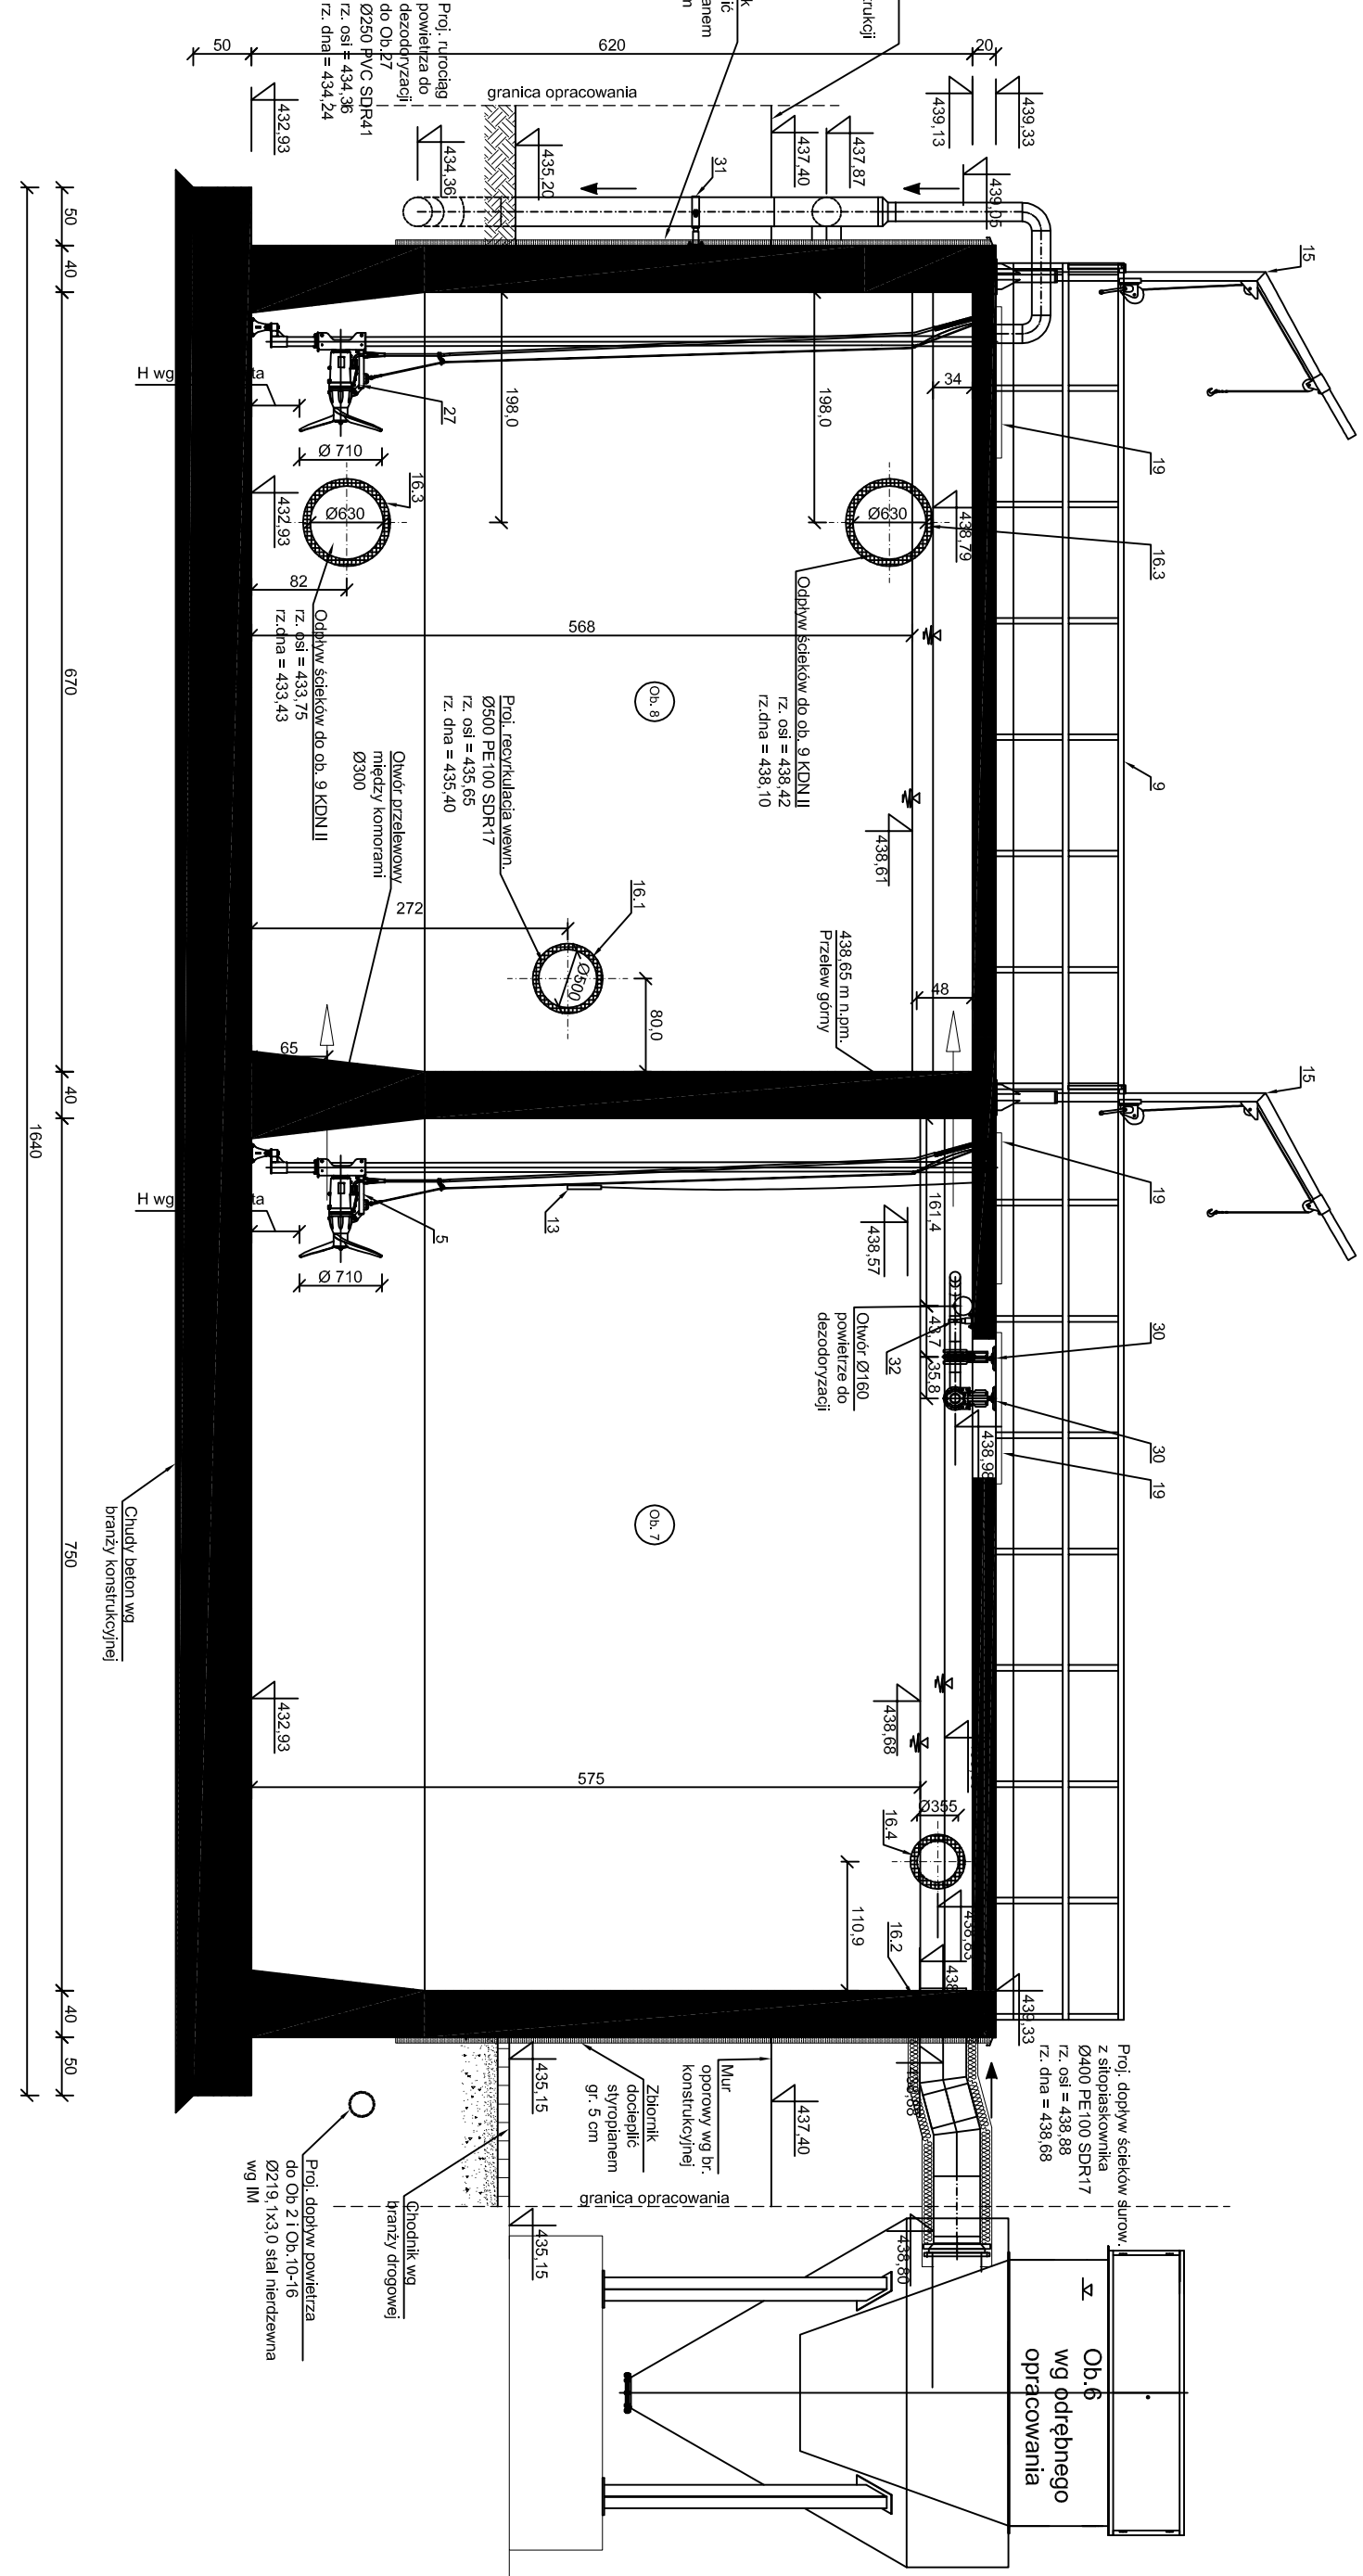 trukcji
k
ić
anem
m
Proj. rurociąg
powietrza do
dezodoryzacji
do Ob.27
Ø250 PVC SDR41
rz. osi = 434,36
rz. dna = 434,24
50
620
20
granica opracowania
432,93
434,36
435,20
437,40
437,87
439,13
439,33
439,05
31
15
19
16.3
9
15
19
30
30
19
H wg
ta
27
198,0
198,0
34
Ø 710
16.3
Ø630
Ø630
432,93
438,79
82
568
Odpływ ścieków do ob. 9 KDN II
rz. osi = 438,42
rz.dna = 438,10
Odpływ ścieków do ob. 9 KDN II
rz. osi = 433,75
rz.dna = 433,43
Ob. 8
Proj. recyrkulacja wewn.
Ø500 PE100 SDR17
rz. osi = 435,65
rz. dna = 435,40
Otwór przelewowy
między komorami
Ø300
438,61
16.1
272
Ø500
80,0
438,65 m n.pm.
Przelew górny
48
65
H wg
ta
5
13
Ø 710
161,4
438,57
43,7
35,8
32
Otwór Ø160
powietrze do
dezodoryzacji
438,98
Ob. 7
432,93
438,68
575
Ø355
16.4
438,83
110,9
16.2
438
439,33
Proj. dopływ ścieków surow.
z sitopiaskownika
Ø400 PE100 SDR17
rz. osi = 438,88
rz. dna = 438,68
435,15
437,40
Mur
oporowy wg br.
konstrukcyjnej
Zbiornik
docieplić
styropianem
gr. 5 cm
granica opracowania
435,15
438,80
Chodnik wg
branży drogowej
Proj. dopływ powietrza
do Ob 2 i Ob.10-16
Ø219,1x3,0 stal nierdzewna
wg IM
Ob.6
wg odrębnego
opracowania
Chudy beton wg
branży konstrukcyjnej
50
40
670
40
750
40
50
1640